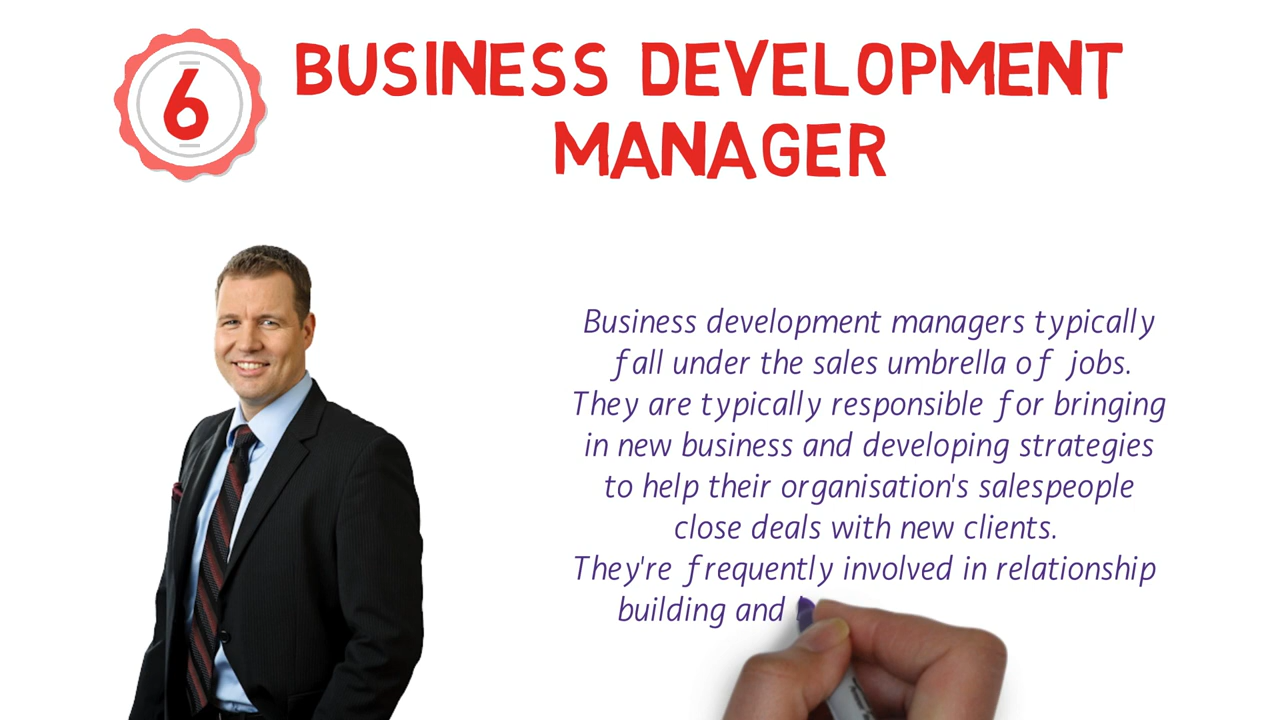 6
BUSINESS DEVELOPMENT
MANAGER
Business development managers typically
fall under the sales umbrella of jobs.
They are typically responsible for bringing
in new business and developing strategies
to help their organisation's salespeople
close deals with new clients.
They're frequently involved in relationship
building and